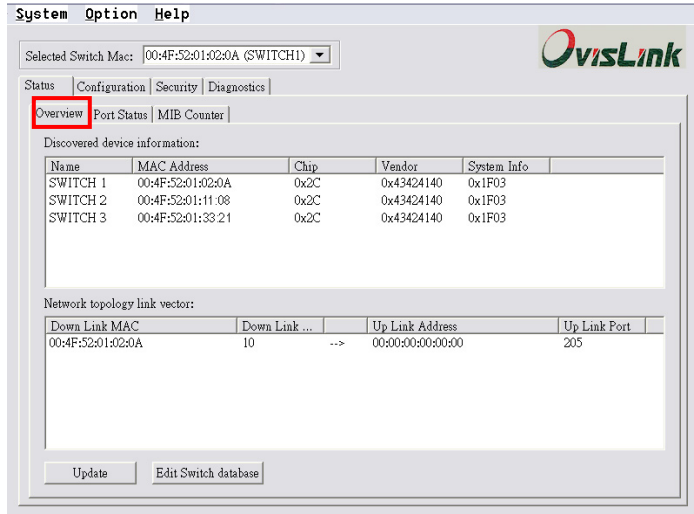 System Option Help
Selected Switch Mac: 00:4F:52:01:02:0A (SWITCH1)
OvisLink
Status Configuration Security Diagnostics
Overview Port Status MIB Counter
Discovered device information:
Name MAC Address Chip Vendor System Info
SWITCH 1 00:4F:52:01:02:0A 0x2C 0x43424140 0x1F03
SWITCH 2 00:4F:52:01:11:08 0x2C 0x43424140 0x1F03
SWITCH 3 00:4F:52:01:33:21 0x2C 0x43424140 0x1F03
Network topology link vector:
Down Link MAC Down Link ... Up Link Address Up Link Port
00:4F:52:01:02:0A 10 --> 00:00:00:00:00:00 205
Update Edit Switch database